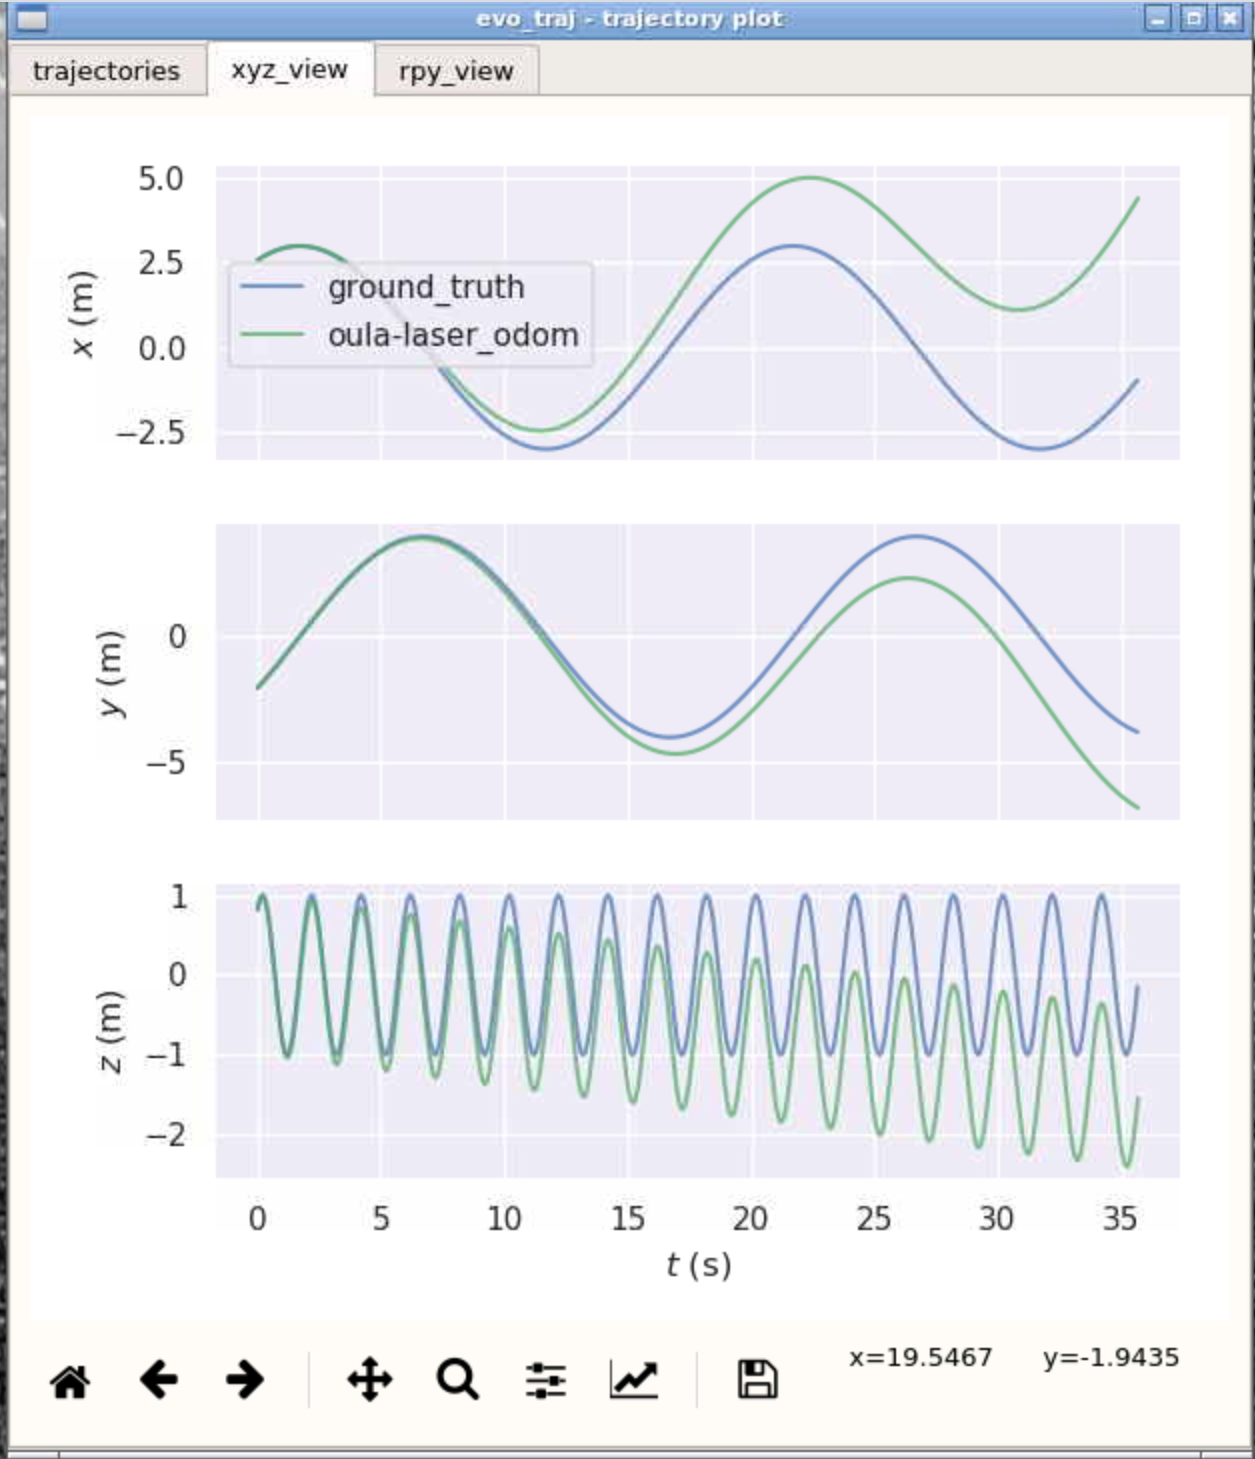 evo_traj - trajectory plot
trajectories xyz_view rpy_view
5.0
2.5
0.0
−2.5
x (m)
ground_truth
oula-laser_odom
0
−5
y (m)
1
0
−1
−2
z (m)
0 5 10 15 20 25 30 35
t (s)
x=19.5467 y=-1.9435